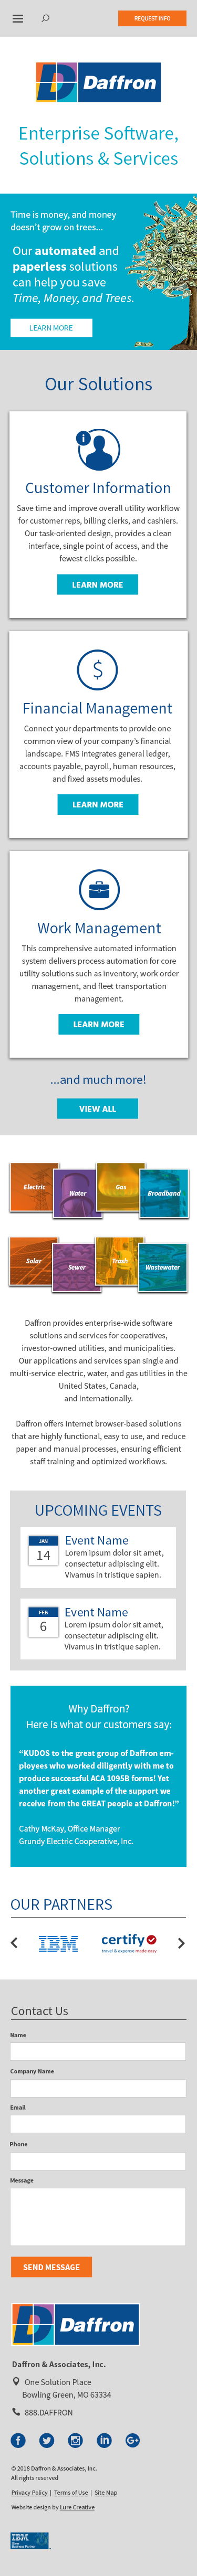 REQUEST INFO
Daffron
Enterprise Software,
Solutions & Services
Time is money, and money
doesn't grow on trees...
Our automated and
paperless solutions
can help you save
Time, Money, and Trees.
LEARN MORE
Our Solutions
Customer Information
Save time and improve overall utility workflow
for customer reps, billing clerks, and cashiers.
Our task-oriented design, provides a clean
interface, single point of access, and the
fewest clicks possible.
LEARN MORE
$
Financial Management
Connect your departments to provide one
common view of your company's financial
landscape. FMS integrates general ledger,
accounts payable, payroll, human resources,
and fixed assets modules.
LEARN MORE
Work Management
This comprehensive automated information
system delivers process automation for core
utility solutions such as inventory, work order
management, and fleet transportation
management.
LEARN MORE
...and much more!
VIEW ALL
Electric
Water
Gas
Broadband
Solar
Sewer
Trash
Wastewater
Daffron provides enterprise-wide software
solutions and services for cooperatives,
investor-owned utilities, and municipalities.
Our applications and services span single and
multi-service electric, water, and gas utilities in the
United States, Canada,
and internationally.
Daffron offers Internet browser-based solutions
that are highly functional, easy to use, and reduce
paper and manual processes, ensuring efficient
staff training and optimized workflows.
UPCOMING EVENTS
JAN
14
Event Name
Lorem ipsum dolor sit amet,
consectetur adipiscing elit.
Vivamus in tristique sapien.
FEB
6
Event Name
Lorem ipsum dolor sit amet,
consectetur adipiscing elit.
Vivamus in tristique sapien.
Why Daffron?
Here is what our customers say:
"KUDOS to the great group of Daffron em-
ployees who worked diligently with me to
produce successful ACA 1095B forms! Yet
another great example of the support we
receive from the GREAT people at Daffron!"
Cathy McKay, Office Manager
Grundy Electric Cooperative, Inc.
OUR PARTNERS
IBM
certify
travel & expense made easy
Contact Us
Name
Company Name
Email
Phone
Message
SEND MESSAGE
Daffron
Daffron & Associates, Inc.
One Solution Place
Bowling Green, MO 63334
888.DAFFRON
© 2018 Daffron & Associates, Inc.
All rights reserved
Privacy Policy | Terms of Use | Site Map
Website design by Lure Creative
IBM
Business Partner